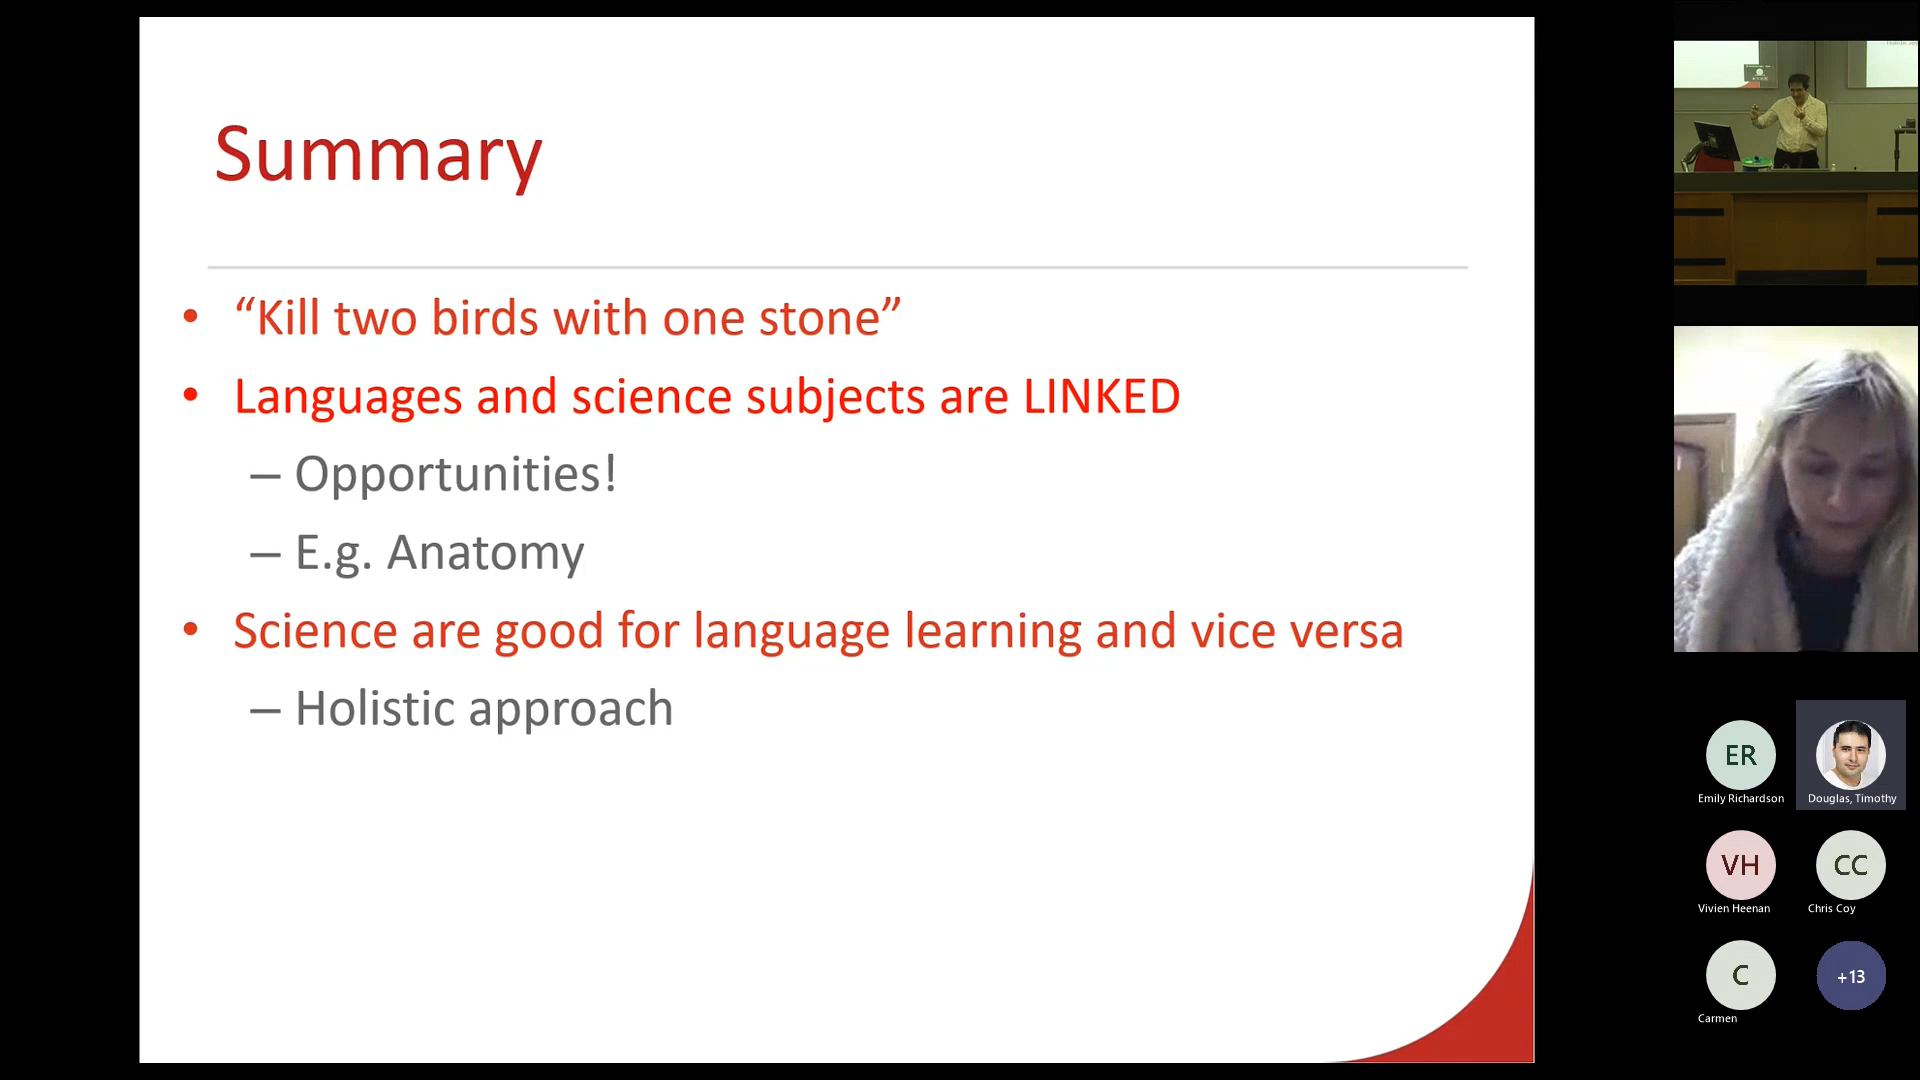 Summary
• “Kill two birds with one stone”
• Languages and science subjects are LINKED
– Opportunities!
– E.g. Anatomy
• Science are good for language learning and vice versa
– Holistic approach
ER
Emily Richardson
Douglas, Timothy
VH
Vivien Heenan
CC
Chris Coy
C
Carmen
+13